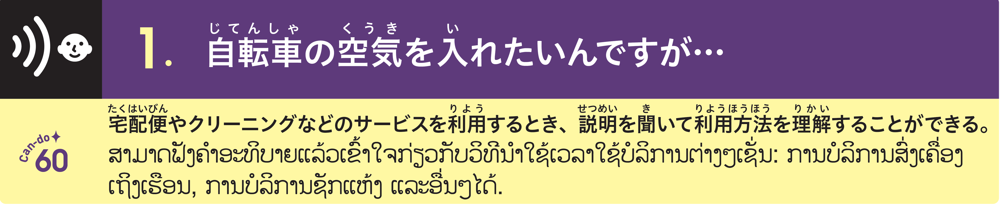 じてんしゃ くうき い
1. 自転車の空気を入れたいんですが…
たくはいびん りよう せつめい き りようほうほう りかい
宅配便やクリーニングなどのサービスを利用するとき、説明を聞いて利用方法を理解することができる。
Can-do
60
ສາມາດຟັງຄຳອະທິບາຍແລ້ວເຂົ້າໃຈກ່ຽວກັບວິທີນຳໃຊ້ເວລາໃຊ້ບໍລິການຕ່າງໆເຊັ່ນ: ການບໍລິການສົ່ງເຄື່ອງ
ເຖິງເຮືອນ, ການບໍລິການຊັກແຫ້ງ ແລະອື່ນໆໄດ້.